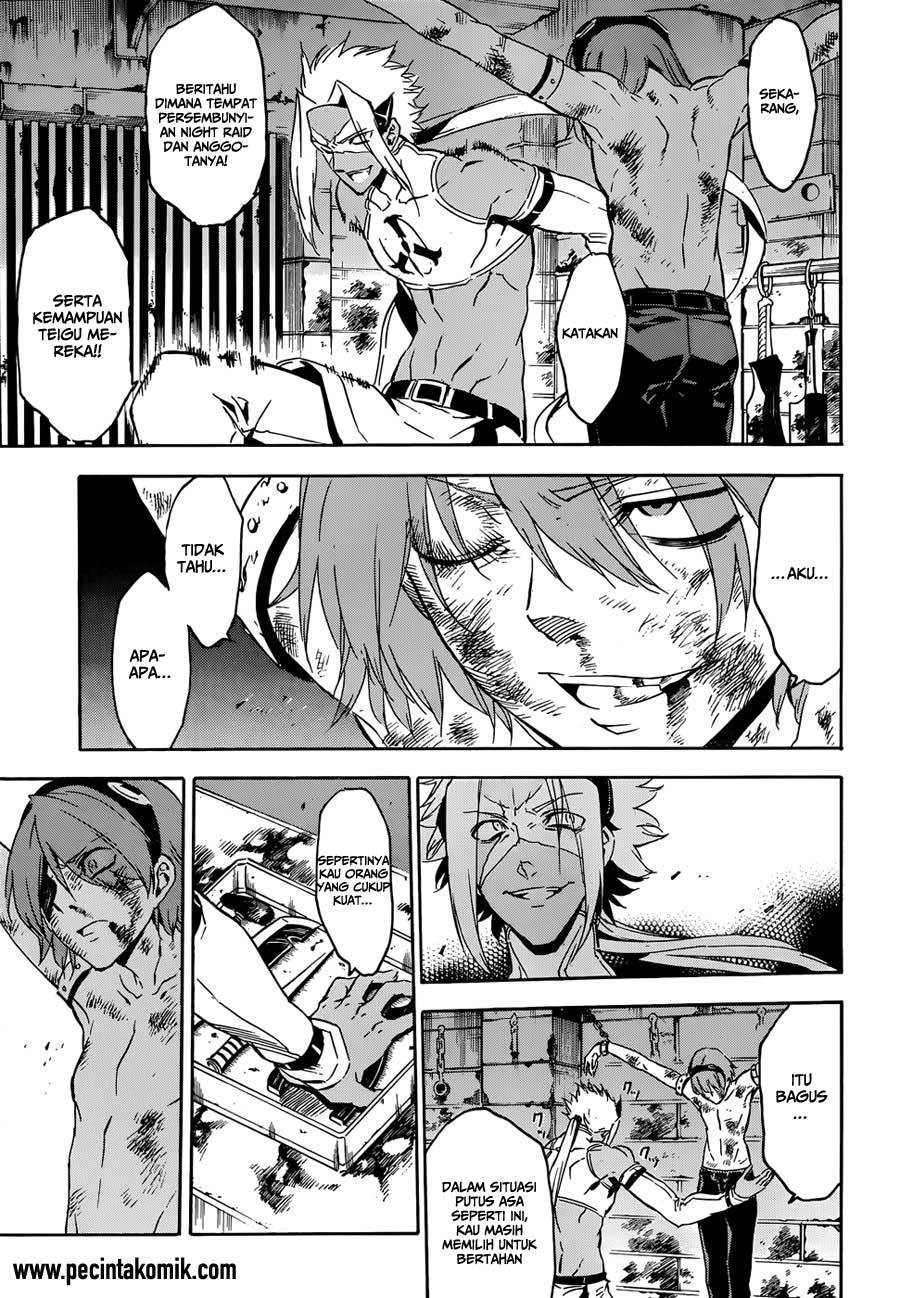 SEKA-
RANG,
BERITAHU
DIMANA TEMPAT
PERSEMBUNYI-
AN NIGHT RAID
DAN ANGGO-
TANYA!
KATAKAN
SERTA
KEMAMPUAN
TEIGU ME-
REKA!!
...AKU...
TIDAK
TAHU...
APA-
APA...
ITU
BAGUS
...
DALAM SITUASI
PUTUS ASA
SEPERTI INI,
KAU MASIH
MEMILIH UNTUK
BERTAHAN
SEPERTINYA
KAU ORANG
YANG CUKUP
KUAT...
www.pecintakomik.com